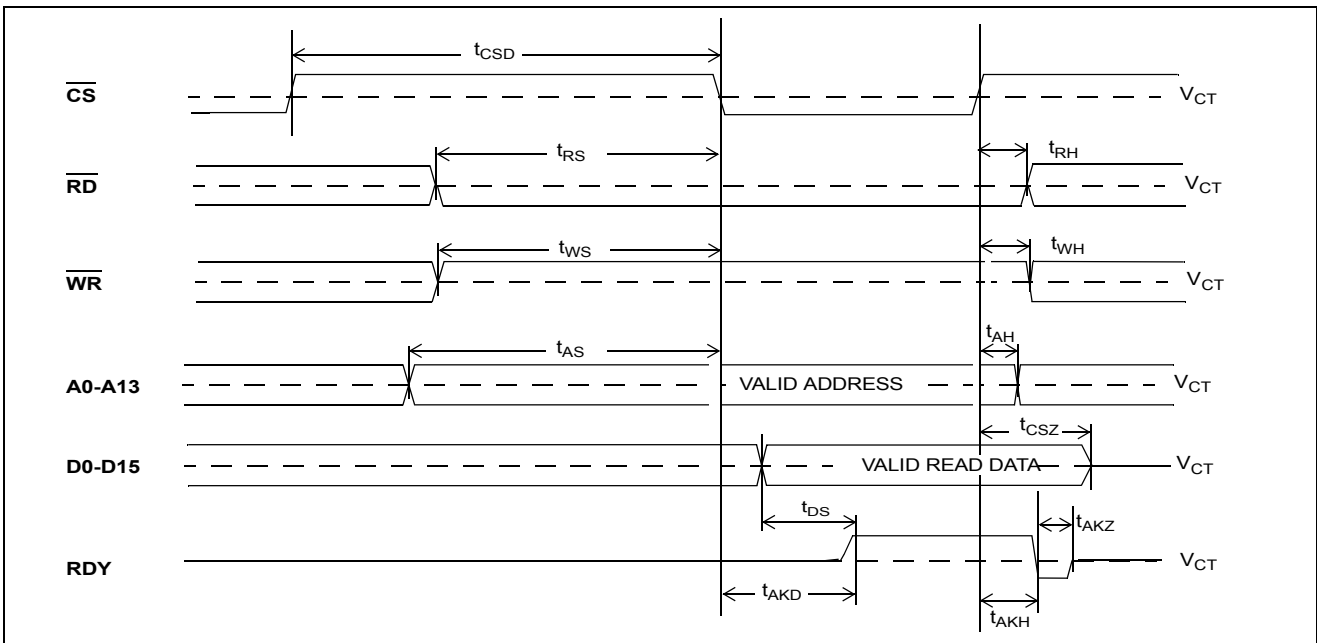 tCSD
CS VCT
tRS tRH
RD VCT
tWS tWH
WR VCT
tAS tAH
A0-A13 VALID ADDRESS VCT
tCSZ
D0-D15 VALID READ DATA VCT
tDS tAKZ
RDY VCT
tAKD tAKH